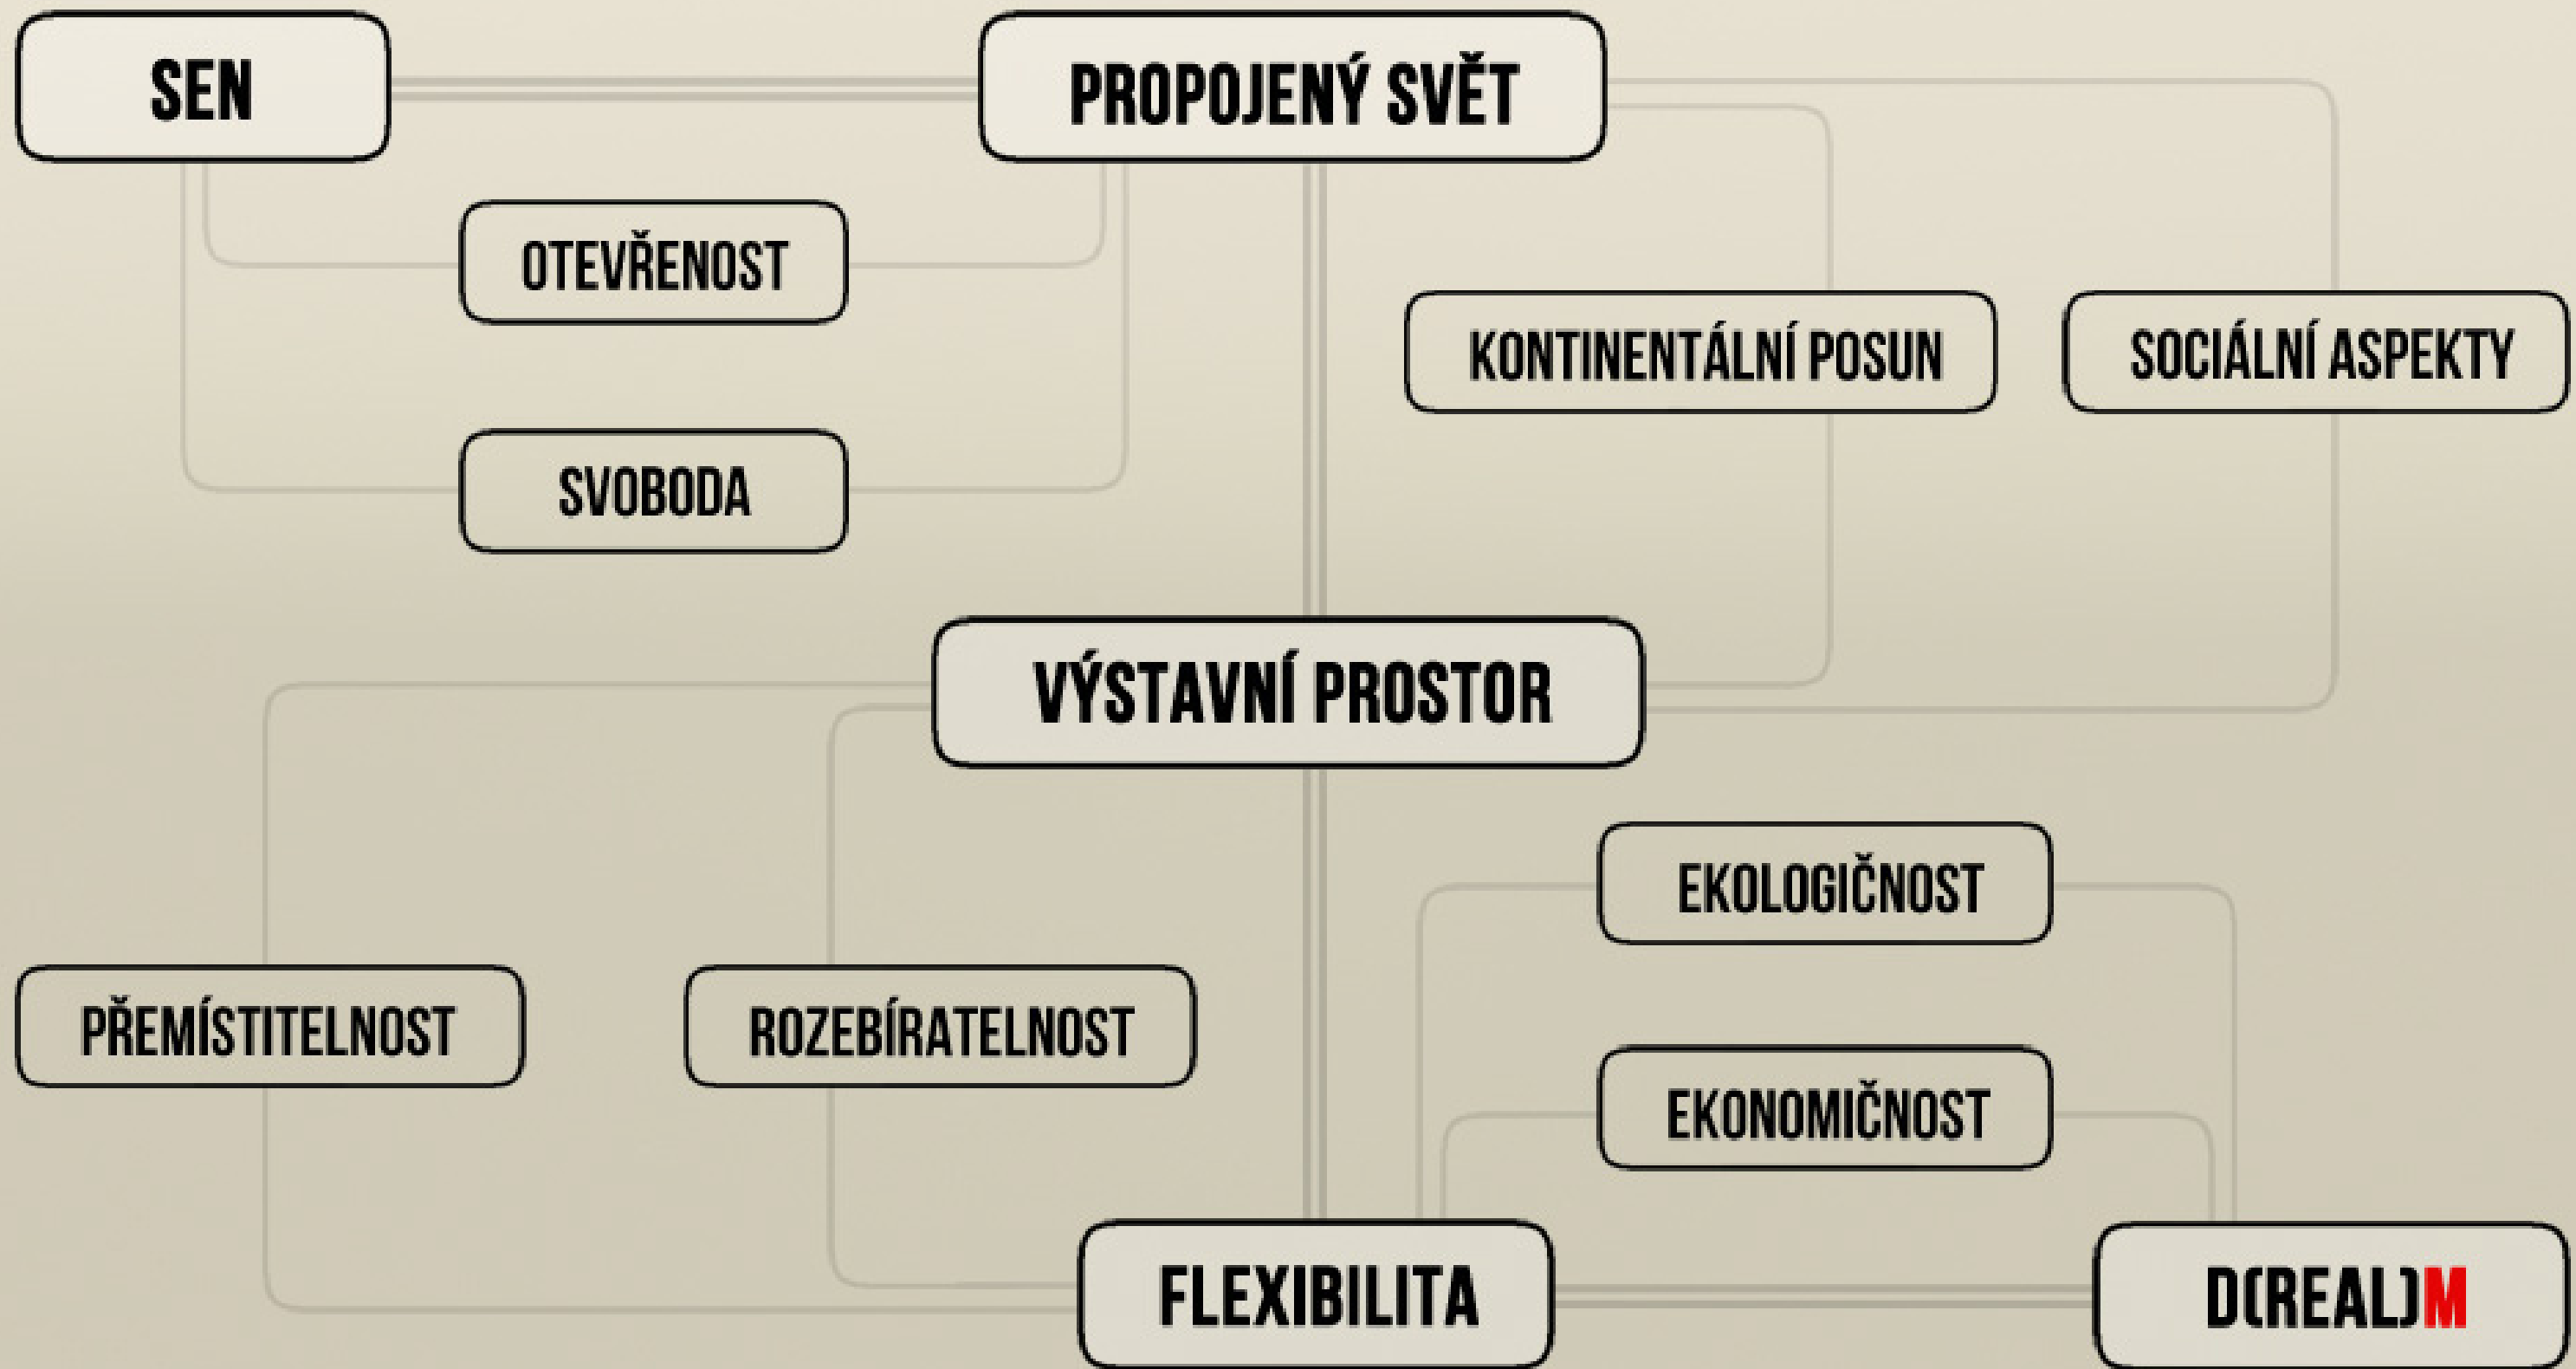 SEN
PROPOJENÝ SVĚT
OTEVŘENOST
KONTINENTÁLNÍ POSUN
SOCIÁLNÍ ASPEKTY
SVOBODA
VÝSTAVNÍ PROSTOR
EKOLOGIČNOST
PŘEMÍSTITELNOST
ROZEBÍRATELNOST
EKONOMIČNOST
FLEXIBILITA
D(REAL)M